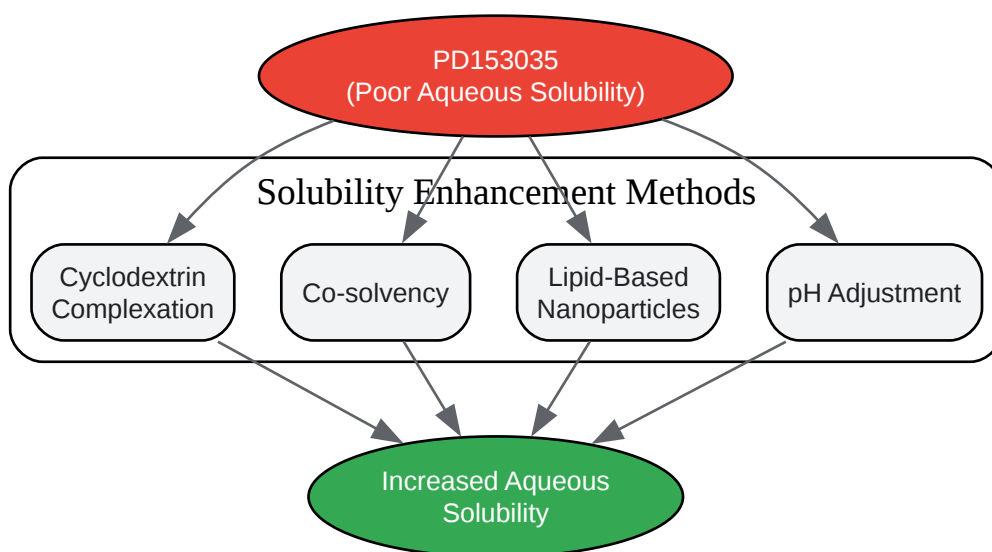 PD153035
(Poor Aqueous Solubility)
Solubility Enhancement Methods
Cyclodextrin
Complexation
Co-solvency
Lipid-Based
Nanoparticles
pH Adjustment
Increased Aqueous
Solubility